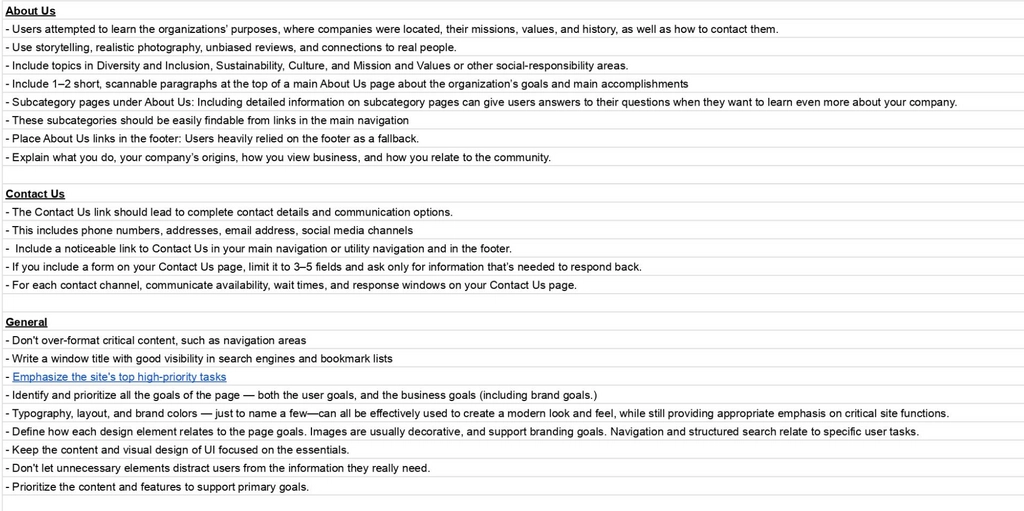 About Us
- Users attempted to learn the organizations' purposes, where companies were located, their missions, values, and history, as well as how to contact them.
- Use storytelling, realistic photography, unbiased reviews, and connections to real people.
- Include topics in Diversity and Inclusion, Sustainability, Culture, and Mission and Values or other social-responsibility areas.
- Include 1–2 short, scannable paragraphs at the top of a main About Us page about the organization's goals and main accomplishments
- Subcategory pages under About Us: Including detailed information on subcategory pages can give users answers to their questions when they want to learn even more about your company.
- These subcategories should be easily findable from links in the main navigation
- Place About Us links in the footer: Users heavily relied on the footer as a fallback.
- Explain what you do, your company's origins, how you view business, and how you relate to the community.
Contact Us
- The Contact Us link should lead to complete contact details and communication options.
- This includes phone numbers, addresses, email address, social media channels
-  Include a noticeable link to Contact Us in your main navigation or utility navigation and in the footer.
- If you include a form on your Contact Us page, limit it to 3–5 fields and ask only for information that's needed to respond back.
- For each contact channel, communicate availability, wait times, and response windows on your Contact Us page.
General
- Don't over-format critical content, such as navigation areas
- Write a window title with good visibility in search engines and bookmark lists
- Emphasize the site's top high-priority tasks
- Identify and prioritize all the goals of the page — both the user goals, and the business goals (including brand goals.)
- Typography, layout, and brand colors — just to name a few—can all be effectively used to create a modern look and feel, while still providing appropriate emphasis on critical site functions.
- Define how each design element relates to the page goals. Images are usually decorative, and support branding goals. Navigation and structured search relate to specific user tasks.
- Keep the content and visual design of UI focused on the essentials.
- Don't let unnecessary elements distract users from the information they really need.
- Prioritize the content and features to support primary goals.